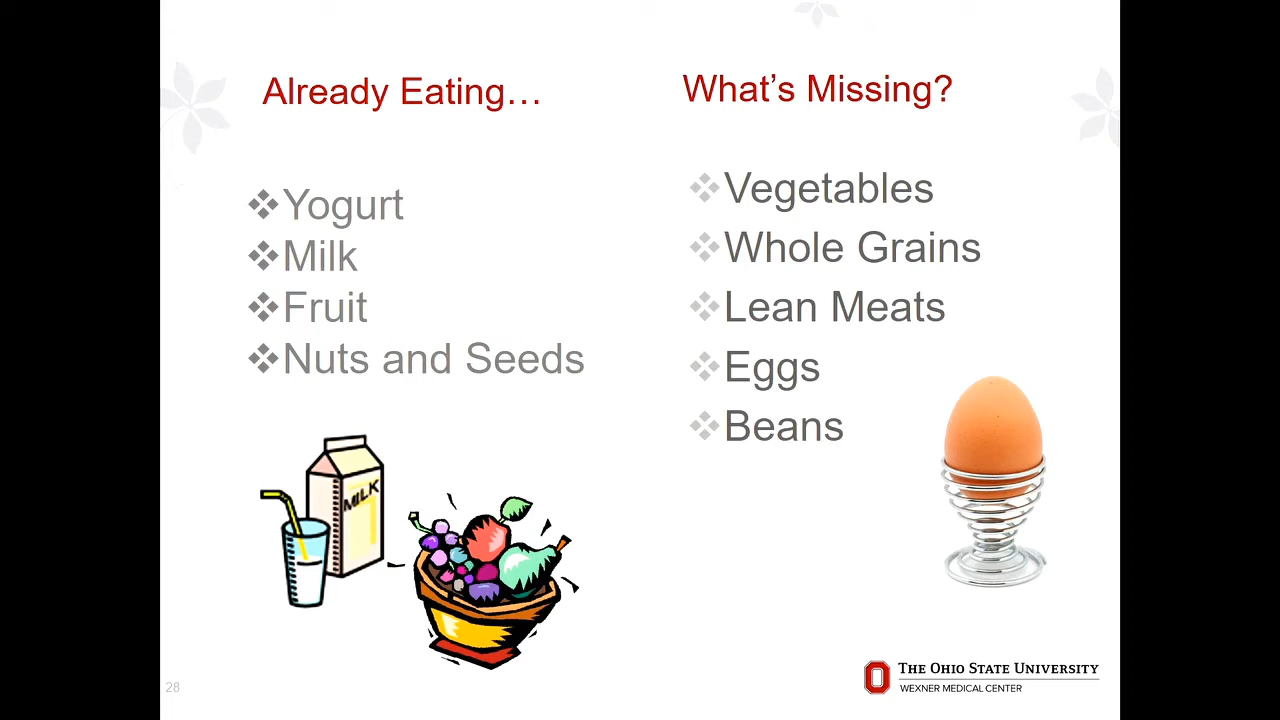 Already Eating…
❖Yogurt
❖Milk
❖Fruit
❖Nuts and Seeds
What’s Missing?
❖Vegetables
❖Whole Grains
❖Lean Meats
❖Eggs
❖Beans
MILK
28
THE OHIO STATE UNIVERSITY
WEXNER MEDICAL CENTER